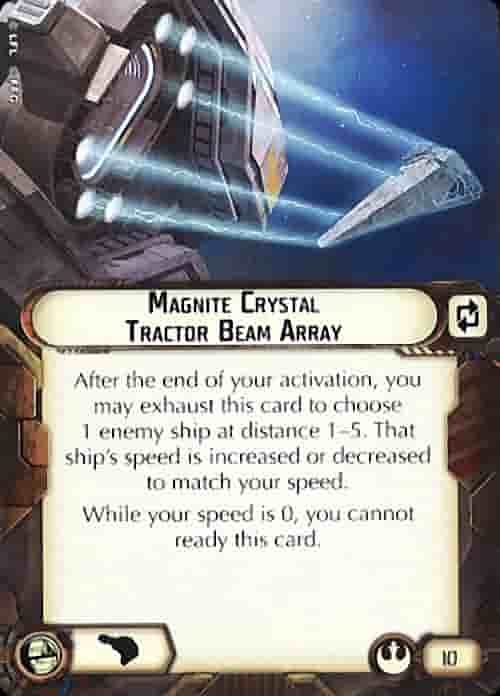 LFL FFG
Magnite Crystal
Tractor Beam Array
After the end of your activation, you
may exhaust this card to choose
1 enemy ship at distance 1–5. That
ship's speed is increased or decreased
to match your speed.
While your speed is 0, you cannot
ready this card.
10